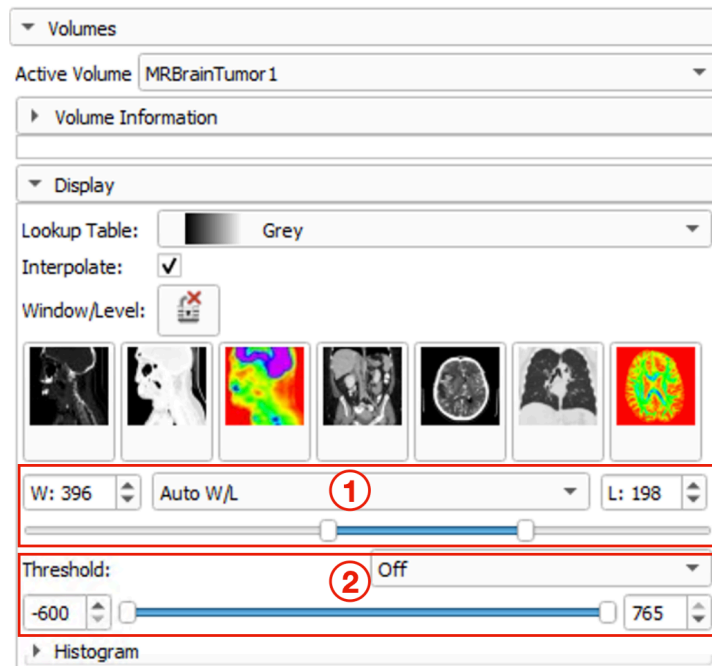 Volumes
Active Volume MRBrainTumor1
Volume Information
Display
Lookup Table: Grey
Interpolate:
Window/Level:
W: 396 Auto W/L 1 L: 198
Threshold: 2 Off
-600 765
Histogram